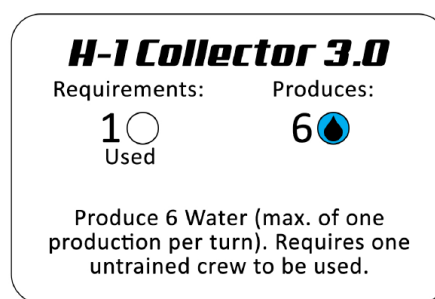 H-1 Collector 3.0
Requirements: Produces:
1 6
Used
Produce 6 Water (max. of one
production per turn). Requires one
untrained crew to be used.